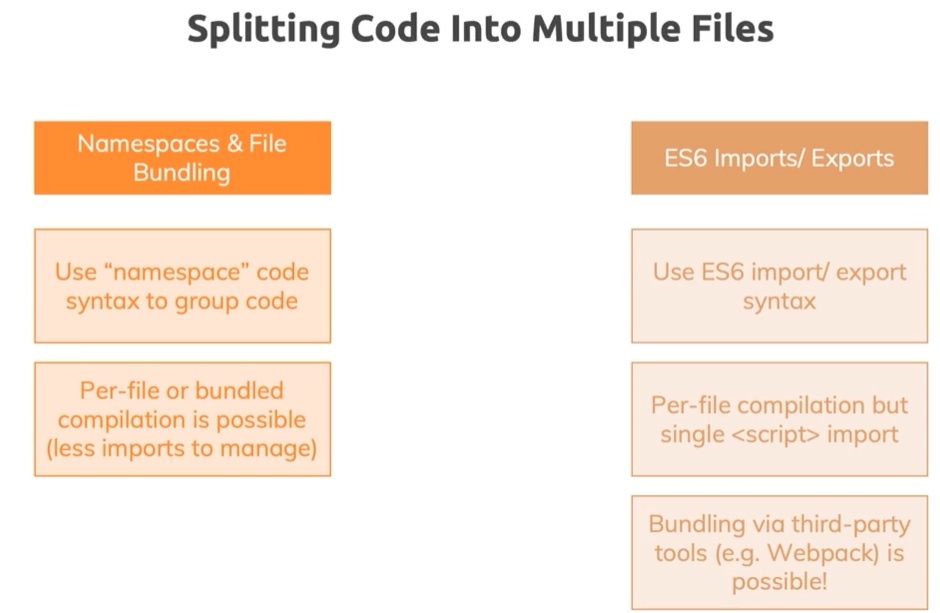 Splitting Code Into Multiple Files
Namespaces & File
Bundling
Use “namespace” code
syntax to group code
Per-file or bundled
compilation is possible
(less imports to manage)
ES6 Imports/ Exports
Use ES6 import/ export
syntax
Per-file compilation but
single <script> import
Bundling via third-party
tools (e.g. Webpack) is
possible!